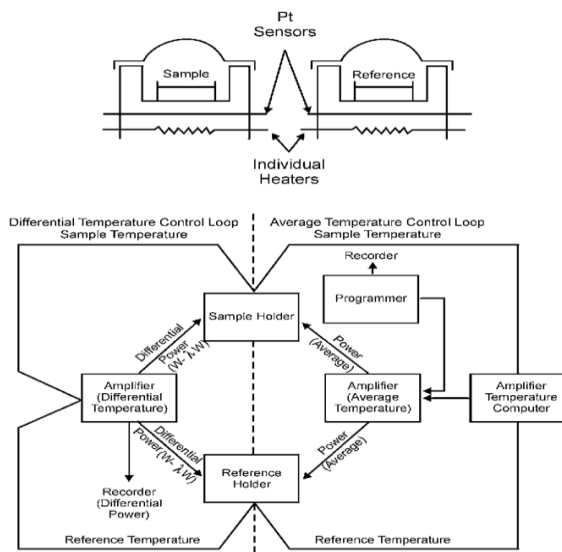 Pt
Sensors
Sample
Reference
Individual
Heaters
Differential Temperature Control Loop
Sample Temperature
Average Temperature Control Loop
Sample Temperature
Recorder
Programmer
Sample Holder
Differential
Power
(W- λ W)
Power
(Average)
Amplifier
(Differential
Temperature)
Amplifier
(Average
Temperature)
Amplifier
Temperature
Computer
Differential
Power(W- λ W)
Power
(Average)
Reference
Holder
Recorder
(Differential
Power)
Reference Temperature
Reference Temperature